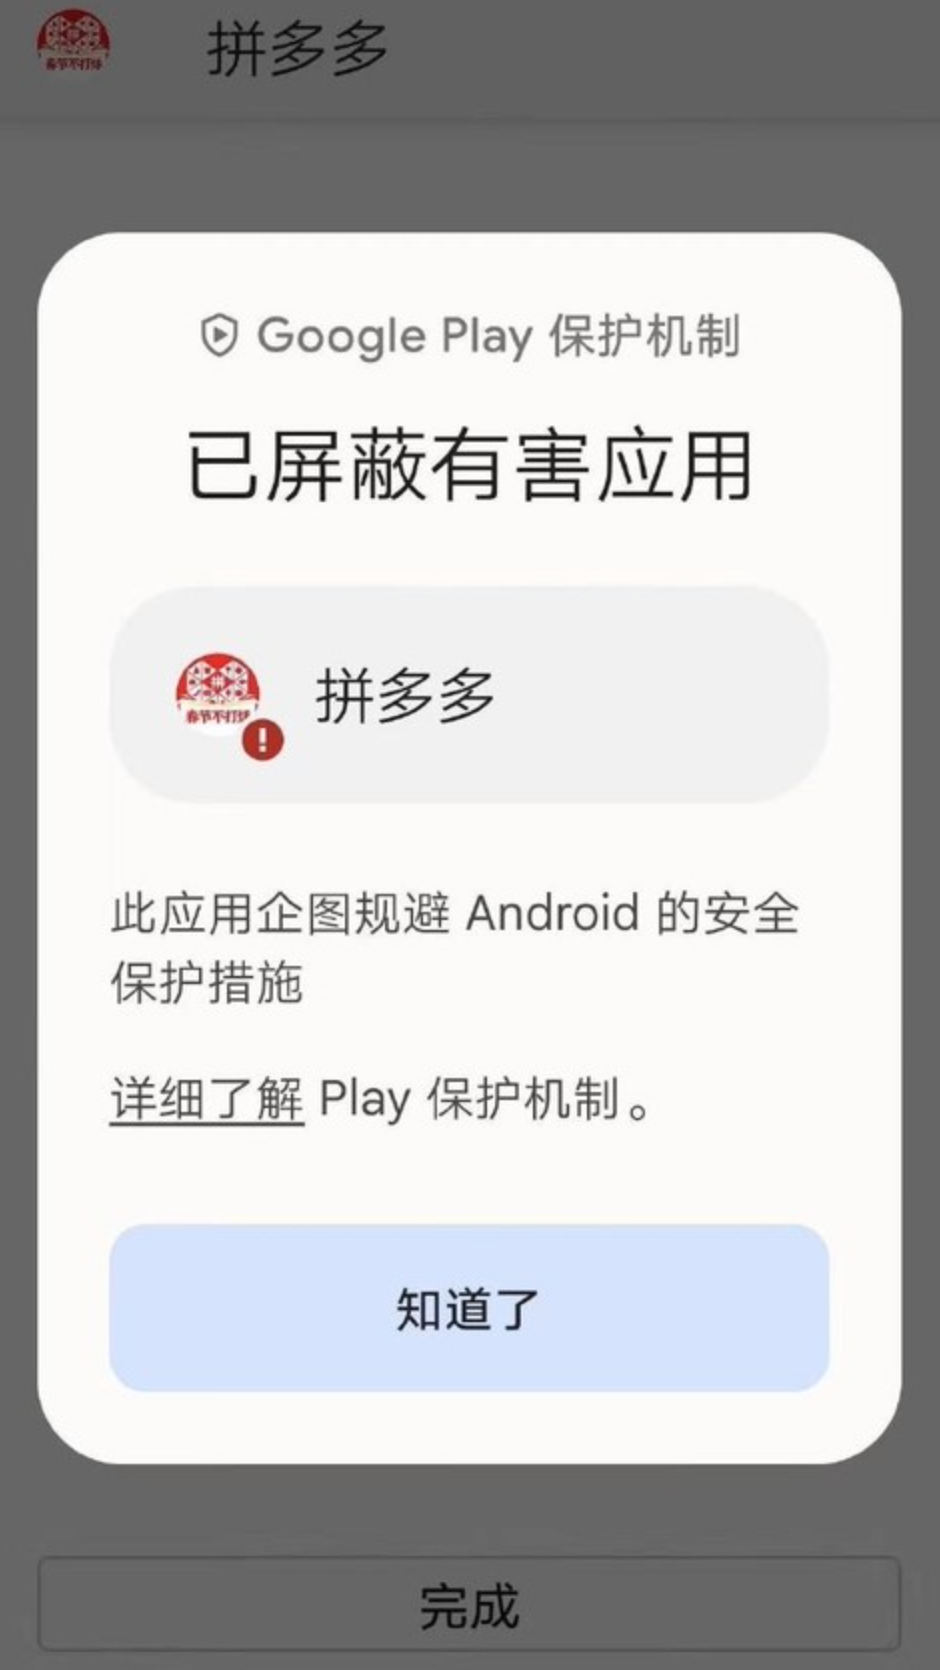 春节不打烊
拼多多
Google Play 保护机制
已屏蔽有害应用
拼
春节不打烊
拼多多
此应用企图规避 Android 的安全
保护措施
详细了解 Play 保护机制。
知道了
完成